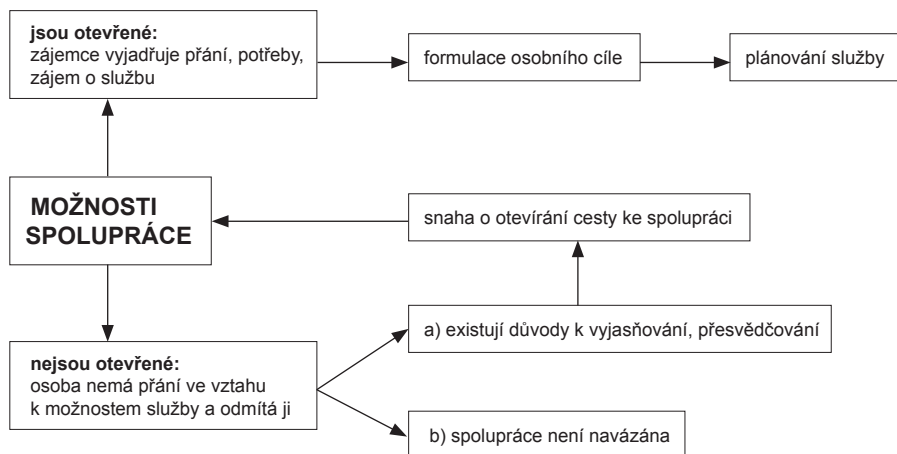 jsou otevřené:
zájemce vyjadřuje přání, potřeby,
zájem o službu
formulace osobního cíle
plánování služby
MOŽNOSTI
SPOLUPRÁCE
snaha o otevírání cesty ke spolupráci
a) existují důvody k vyjasňování, přesvědčování
nejsou otevřené:
osoba nemá přání ve vztahu
k možnostem služby a odmítá ji
b) spolupráce není navázána